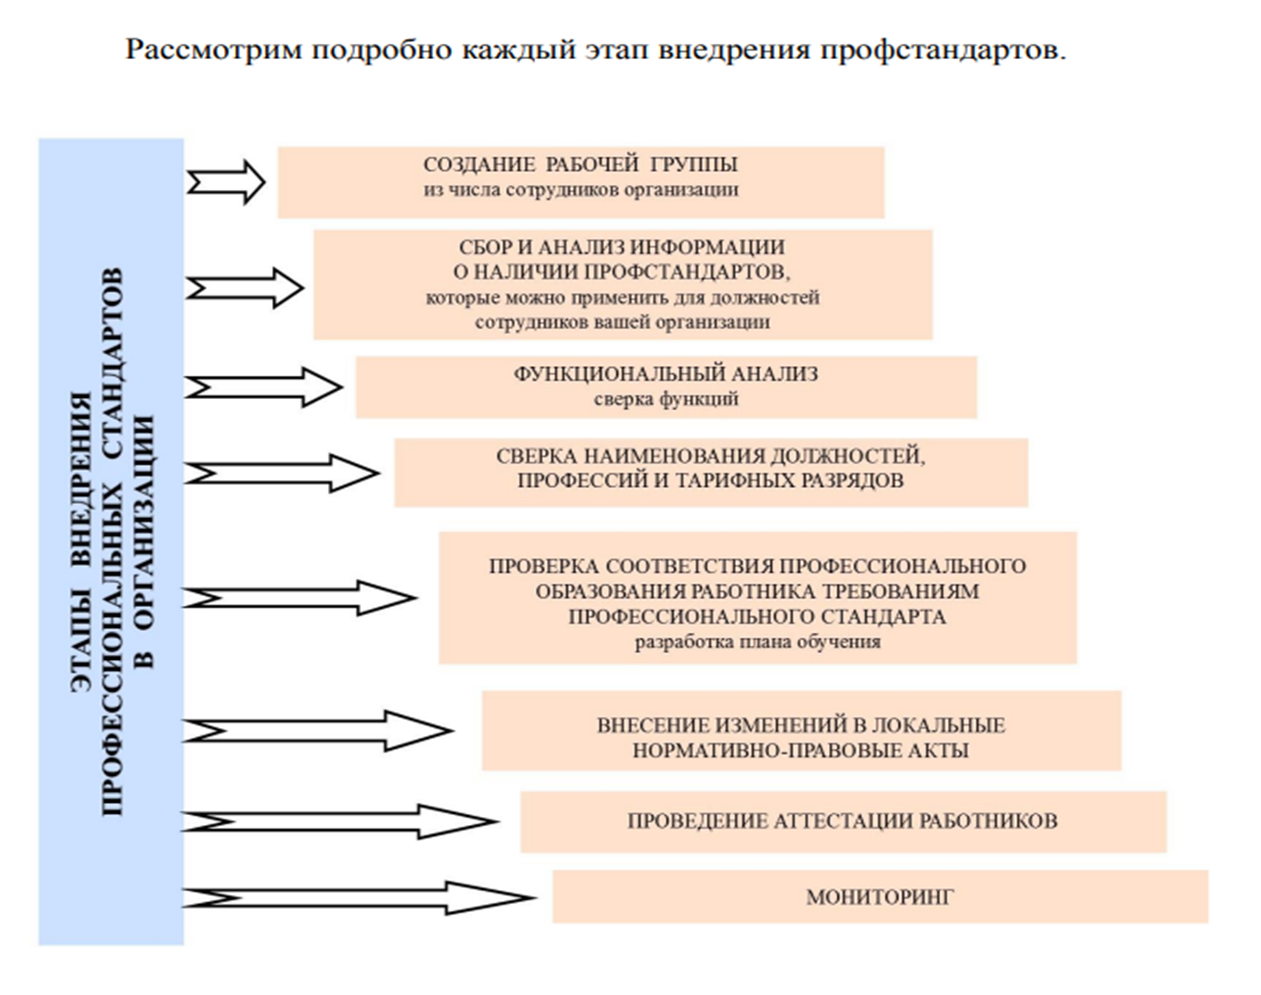 Рассмотрим подробно каждый этап внедрения профстандартов.
ЭТАПЫ ВНЕДРЕНИЯ
ПРОФЕССИОНАЛЬНЫХ СТАНДАРТОВ
В ОРГАНИЗАЦИИ
СОЗДАНИЕ РАБОЧЕЙ ГРУППЫ
из числа сотрудников организации
СБОР И АНАЛИЗ ИНФОРМАЦИИ
О НАЛИЧИИ ПРОФСТАНДАРТОВ,
которые можно применить для должностей
сотрудников вашей организации
ФУНКЦИОНАЛЬНЫЙ АНАЛИЗ
сверка функций
СВЕРКА НАИМЕНОВАНИЯ ДОЛЖНОСТЕЙ,
ПРОФЕССИЙ И ТАРИФНЫХ РАЗРЯДОВ
ПРОВЕРКА СООТВЕТСТВИЯ ПРОФЕССИОНАЛЬНОГО
ОБРАЗОВАНИЯ РАБОТНИКА ТРЕБОВАНИЯМ
ПРОФЕССИОНАЛЬНОГО СТАНДАРТА
разработка плана обучения
ВНЕСЕНИЕ ИЗМЕНЕНИЙ В ЛОКАЛЬНЫЕ
НОРМАТИВНО-ПРАВОВЫЕ АКТЫ
ПРОВЕДЕНИЕ АТТЕСТАЦИИ РАБОТНИКОВ
МОНИТОРИНГ